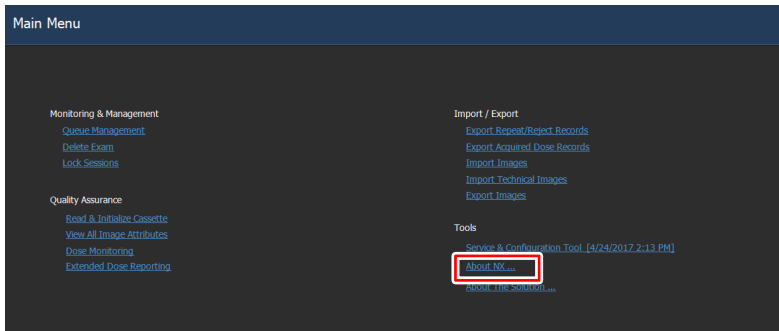 Main Menu
Monitoring & Management
Queue Management
Delete Exam
Lock Sessions
Quality Assurance
Read & Initialize Cassette
View All Image Attributes
Dose Monitoring
Extended Dose Reporting
Import / Export
Export Repeat/Reject Records
Export Acquired Dose Records
Import Images
Import Technical Images
Export Images
Tools
Service & Configuration Tool [4/24/2017 2:13 PM]
About NX ...
About The Solution ...